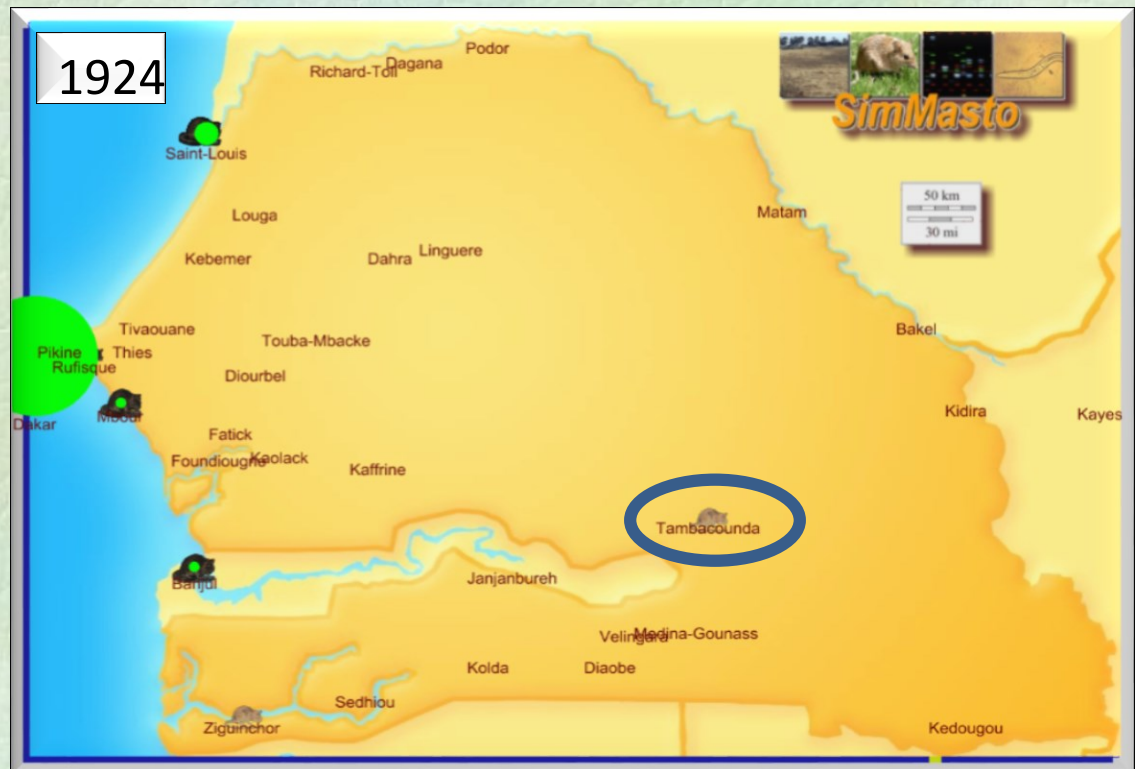 1924
Podor
Dagana
Richard-Toll
SimMasto
Saint-Louis
50 km
30 mi
Matam
Louga
Linguere
Kebemer
Dahra
Tivaouane
Bakel
Touba-Mbacke
Pikine
Thies
Rufisque
Diourbel
Mbour
Kidira
Kayes
Dakar
Fatick
Foundiougne
Kaolack
Kaffrine
Tambacounda
Banjul
Janjanbureh
Velingara
Medina-Gounass
Kolda
Diaobe
Sedhiou
Ziguinchor
Kedougou